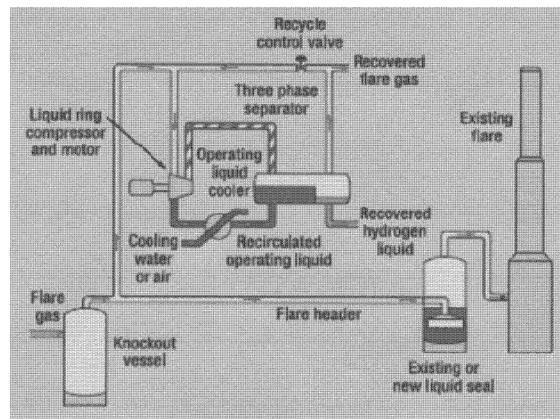 Recycle
control valve
Recovered
flare gas
Three phase
separator
Liquid ring
compressor
and motor
Existing
flare
Operating
liquid
cooler
Cooling
water
or air
Recirculated
operating liquid
Recovered
hydrogen
liquid
Flare
gas
Flare header
Knockout
vessel
Existing or
new liquid seal